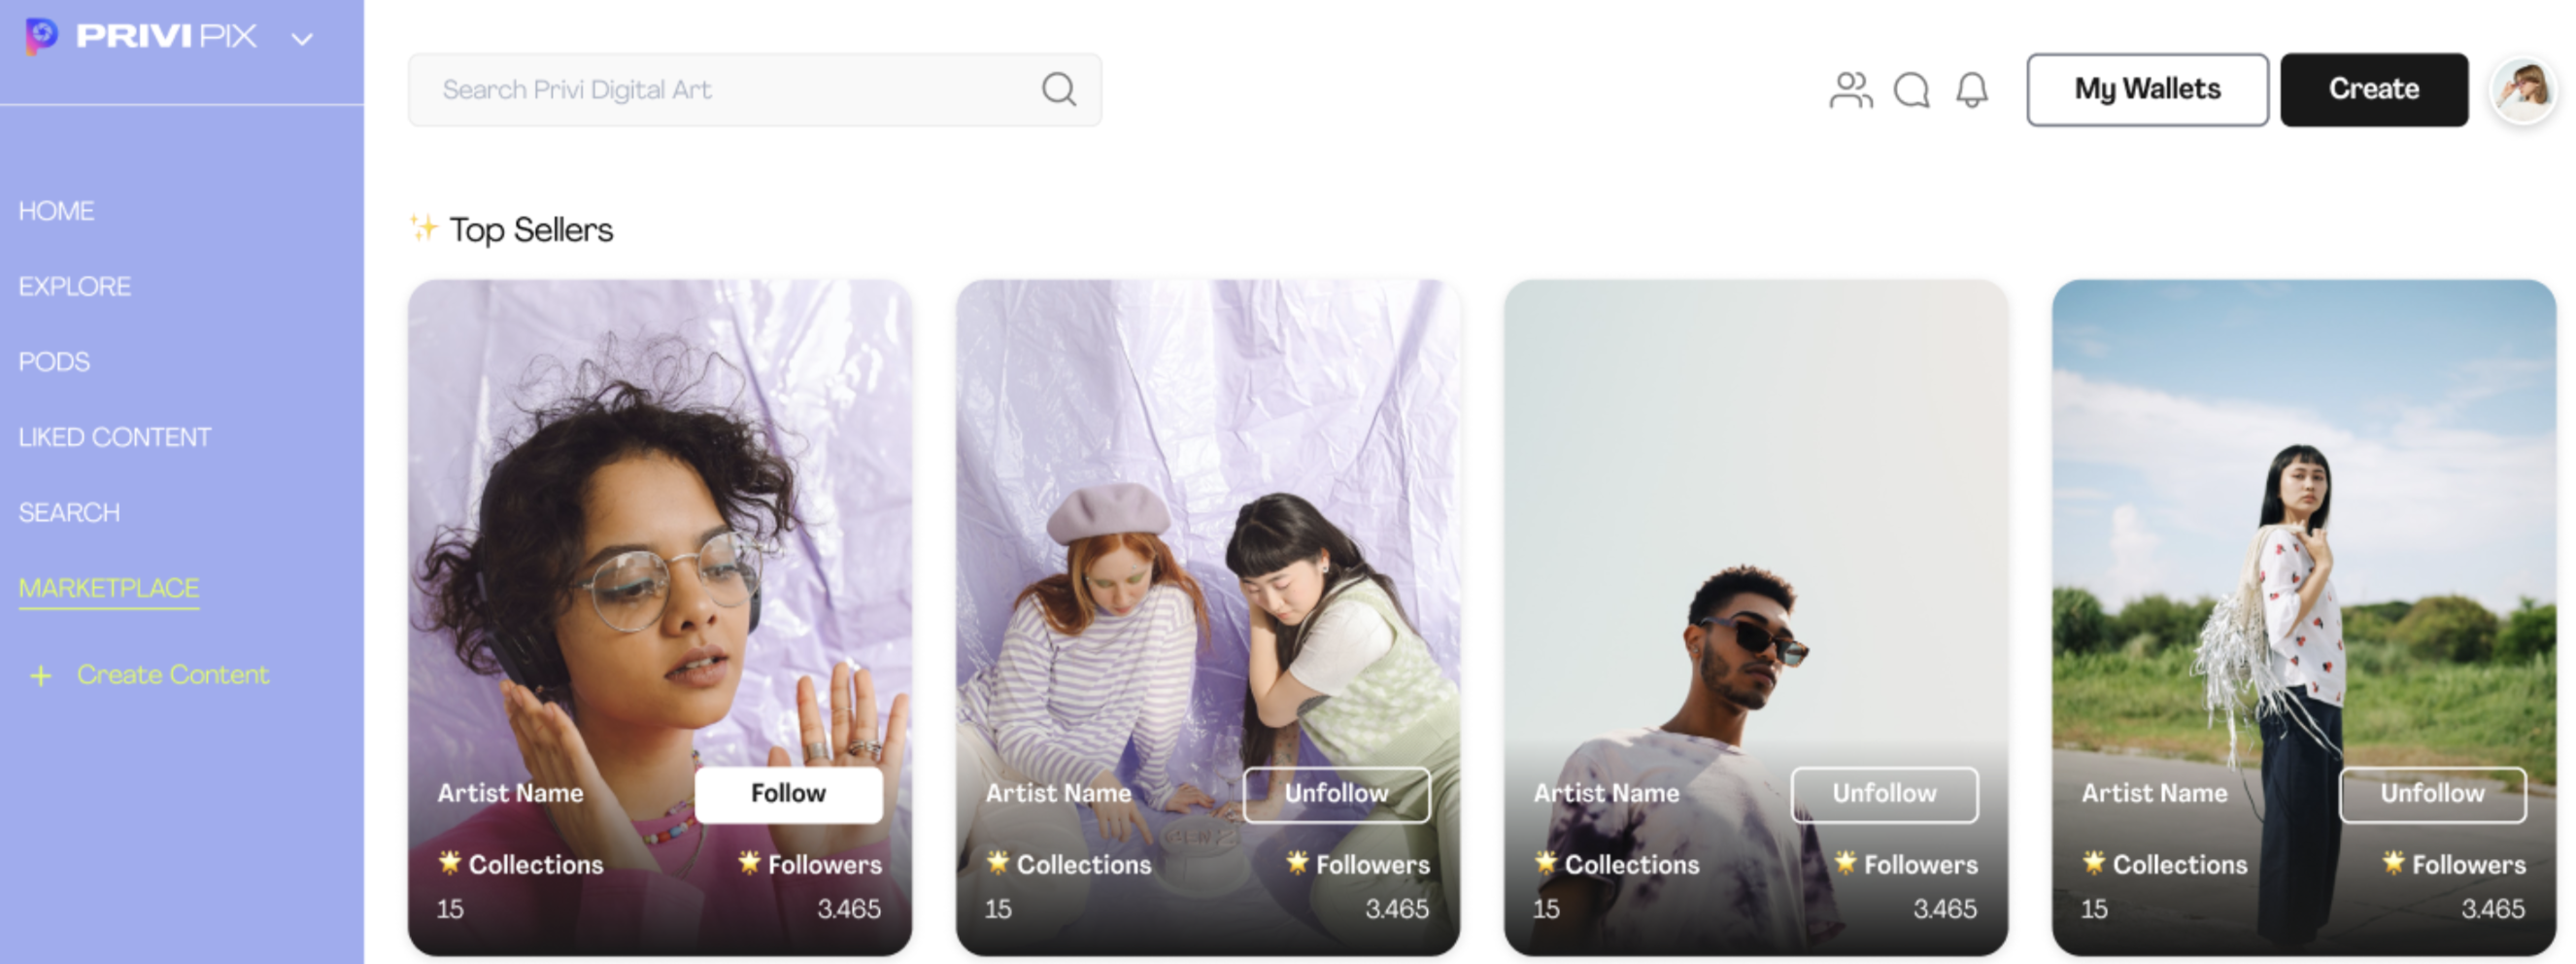 PRIVI PIX
Search Privi Digital Art
My Wallets
Create
HOME
EXPLORE
PODS
LIKED CONTENT
SEARCH
MARKETPLACE
+ Create Content
✨ Top Sellers
Artist Name
Follow
🌟 Collections
🌟 Followers
15
3.465
Artist Name
Unfollow
🌟 Collections
🌟 Followers
15
3.465
Artist Name
Unfollow
🌟 Collections
🌟 Followers
15
3.465
Artist Name
Unfollow
🌟 Collections
🌟 Followers
15
3.465